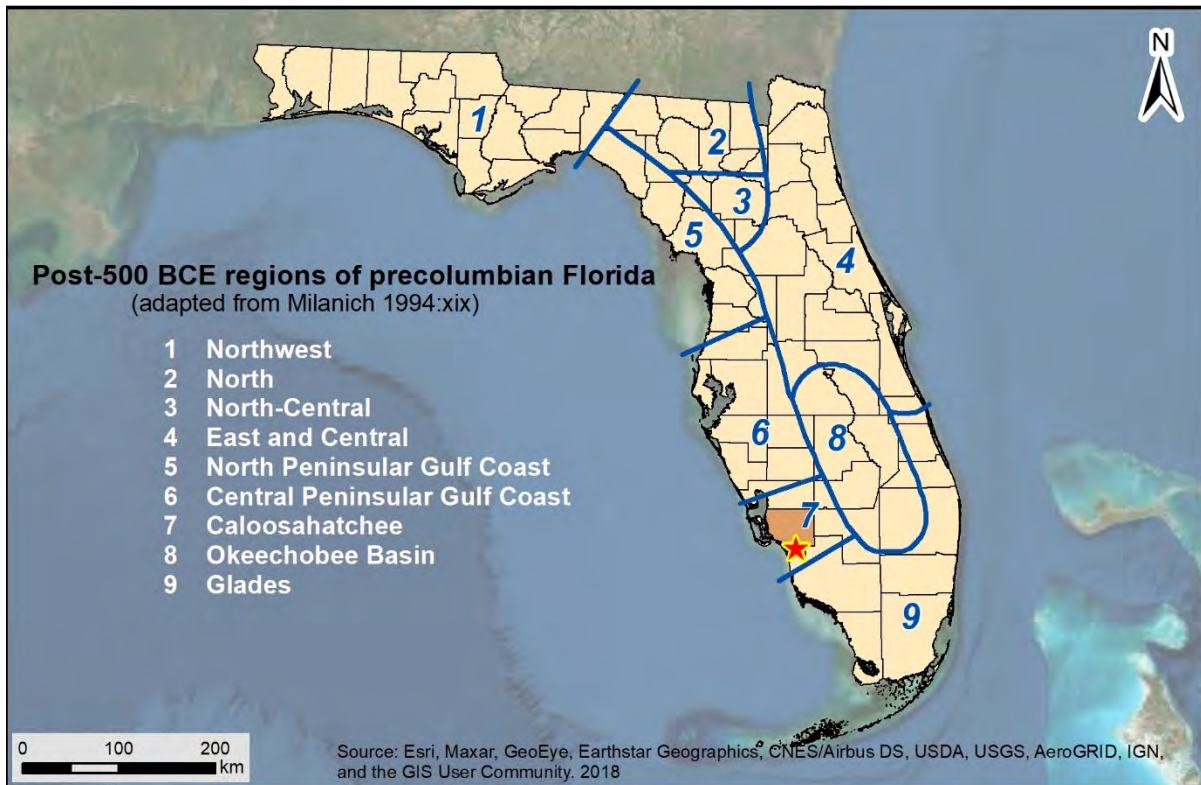 N
1
2
3
5
4
Post-500 BCE regions of precolumbian Florida
(adapted from Milanich 1994:xix)
1 Northwest
2 North
3 North-Central
4 East and Central
5 North Peninsular Gulf Coast
6 Central Peninsular Gulf Coast
7 Caloosahatchee
8 Okeechobee Basin
9 Glades
6
8
7
9
0 100 200
km
Source: Esri, Maxar, GeoEye, Earthstar Geographics, CNES/Airbus DS, USDA, USGS, AeroGRID, IGN,
and the GIS User Community. 2018